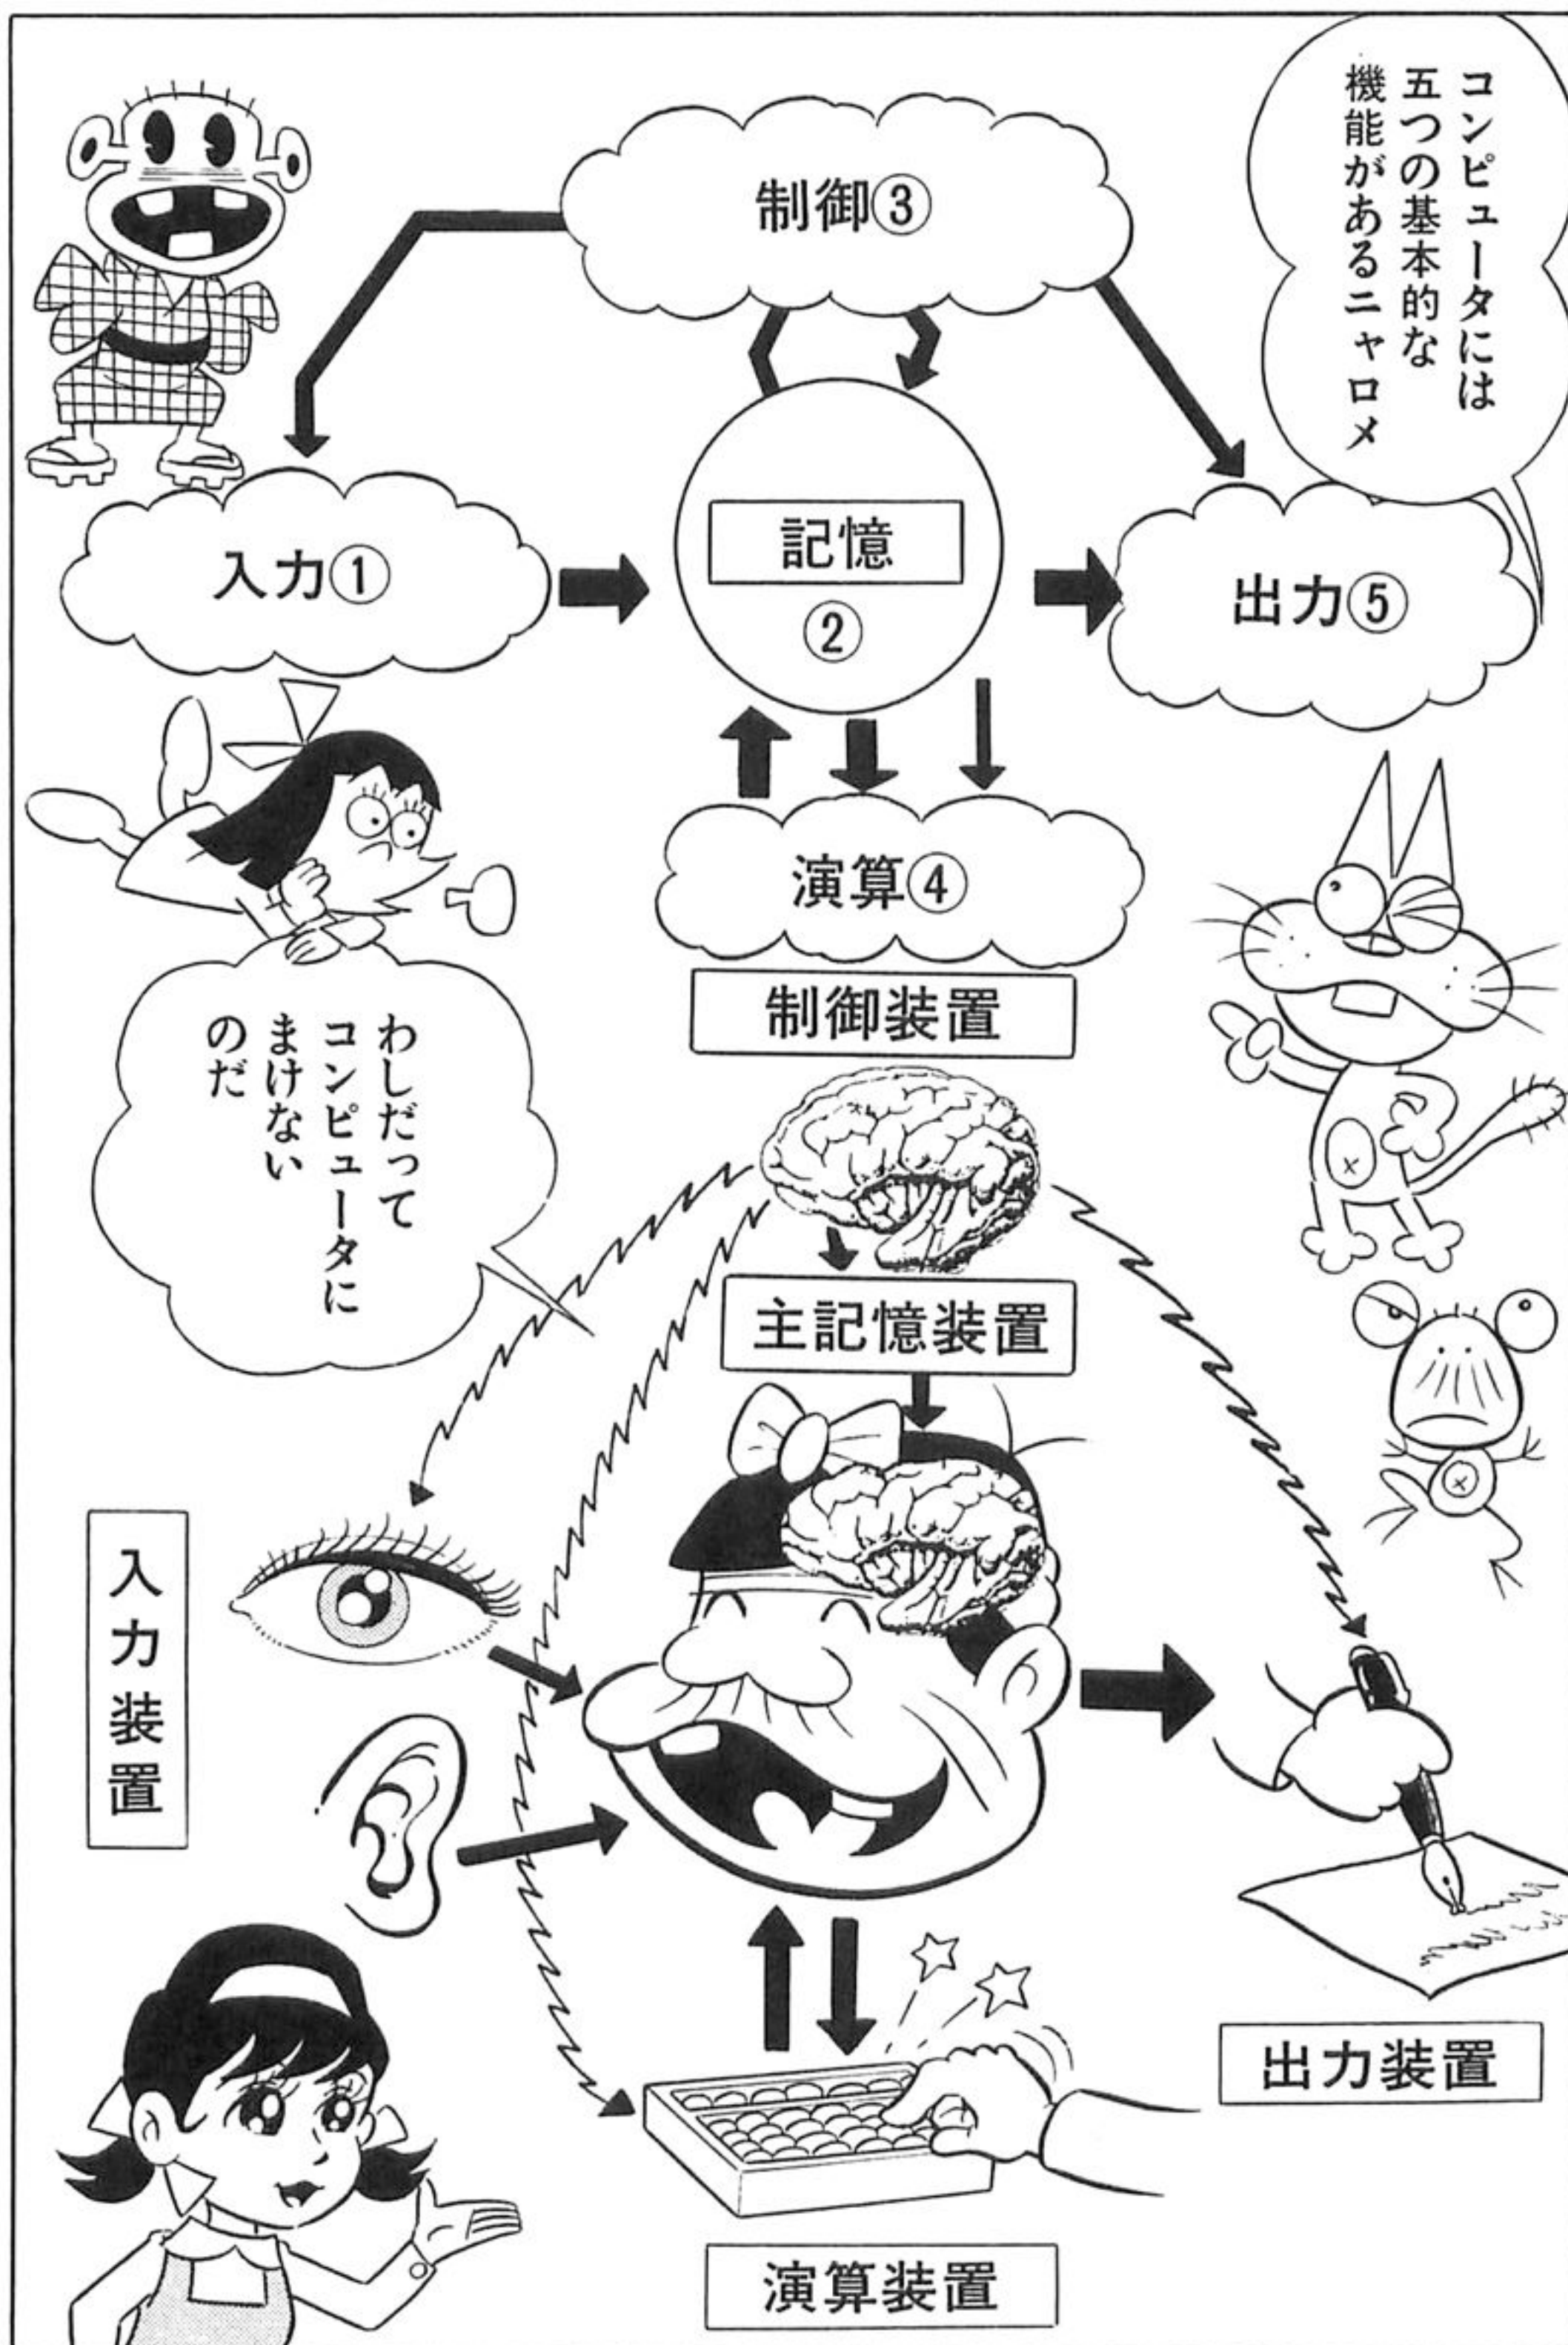 コンピュータには
五つの基本的な
機能があるニャロメ
制御③
入力①
記憶
②
出力⑤
演算④
制御装置
わしだって
コンピュータに
まけない
のだ
主記憶装置
入力装置
出力装置
演算装置